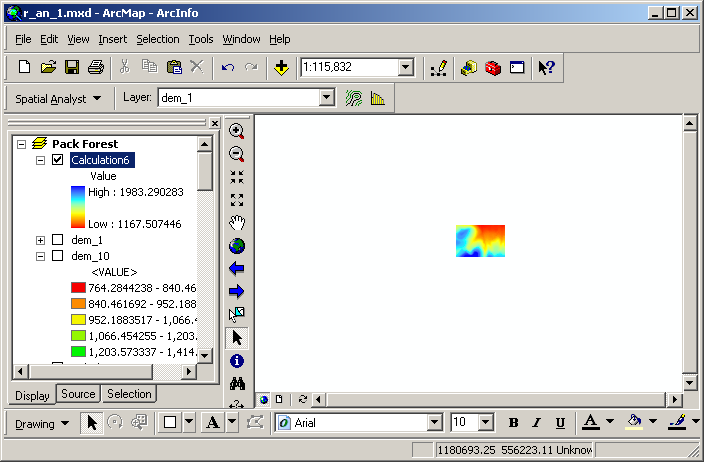 r_an_1.mxd - ArcMap - ArcInfo
File Edit View Insert Selection Tools Window Help
1:115,832
Spatial Analyst Layer: dem_1
Pack Forest
Calculation6
Value
High : 1983.290283
Low : 1167.507446
dem_1
dem_10
<VALUE>
764.2844238 - 840.46
840.461692 - 952.188
952.1883517 - 1,066.4
1,066.454255 - 1,203.
1,203.573337 - 1,414.
Display Source Selection
Drawing A Arial 10 B I U A
1180693.25 556223.11 Unknow